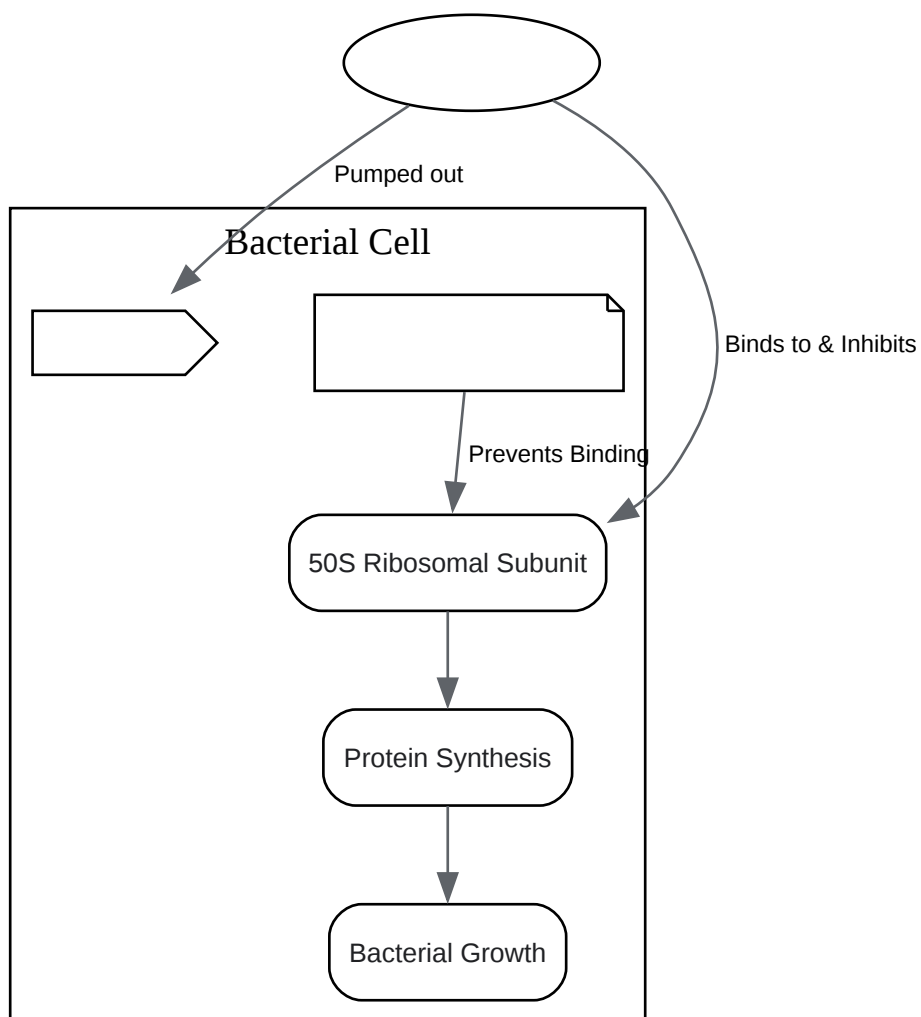 Pumped out
Bacterial Cell
Binds to & Inhibits
Prevents Binding
50S Ribosomal Subunit
Protein Synthesis
Bacterial Growth